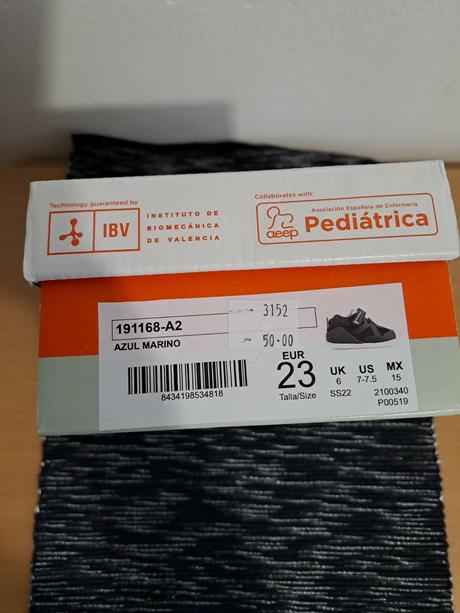 Technology guaranteed by
IBV
INSTITUTO DE
BIOMECÁNICA
DE VALENCIA
Collaborates with:
aeep
Asociación Española de Enfermería
Pediátrica
191168-A2
AZUL MARINO
3152
50.00
8434198534818
EUR
23
Talla/Size
UK US MX
6 7-7.5 15
SS22 2100340
P00519